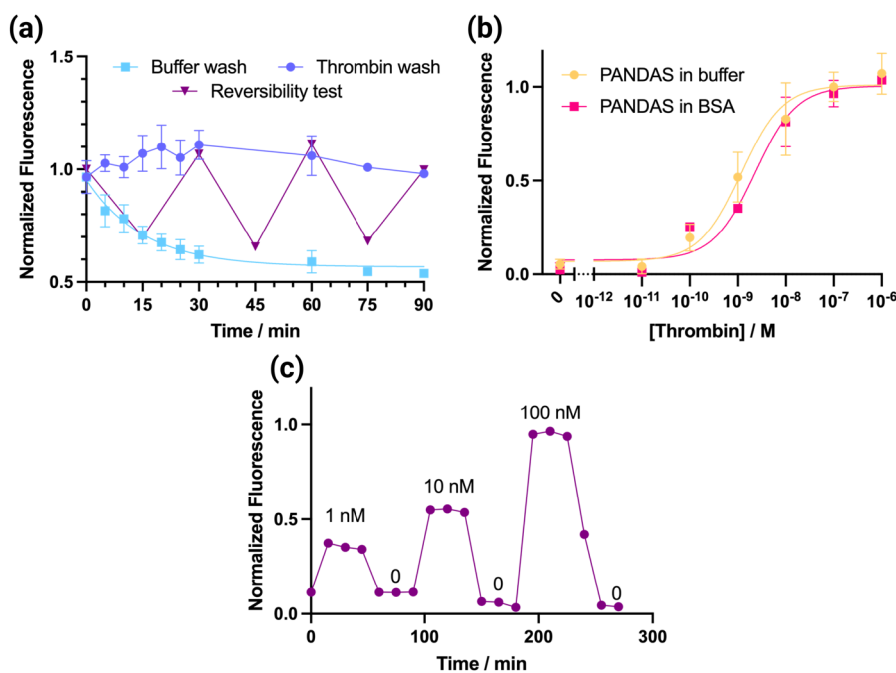 (a)
Normalized Fluorescence
1.5
1.0
0.5
Buffer wash
Thrombin wash
Reversibility test
0 15 30 45 60 75 90
Time / min
(b)
Normalized Fluorescence
1.0
0.5
0.0
PANDAS in buffer
PANDAS in BSA
0 10⁻¹² 10⁻¹¹ 10⁻¹⁰ 10⁻⁹ 10⁻⁸ 10⁻⁷ 10⁻⁶
[Thrombin] / M
(c)
Normalized Fluorescence
1.0
0.5
0.0
1 nM
0
10 nM
0
100 nM
0
0 100 200 300
Time / min